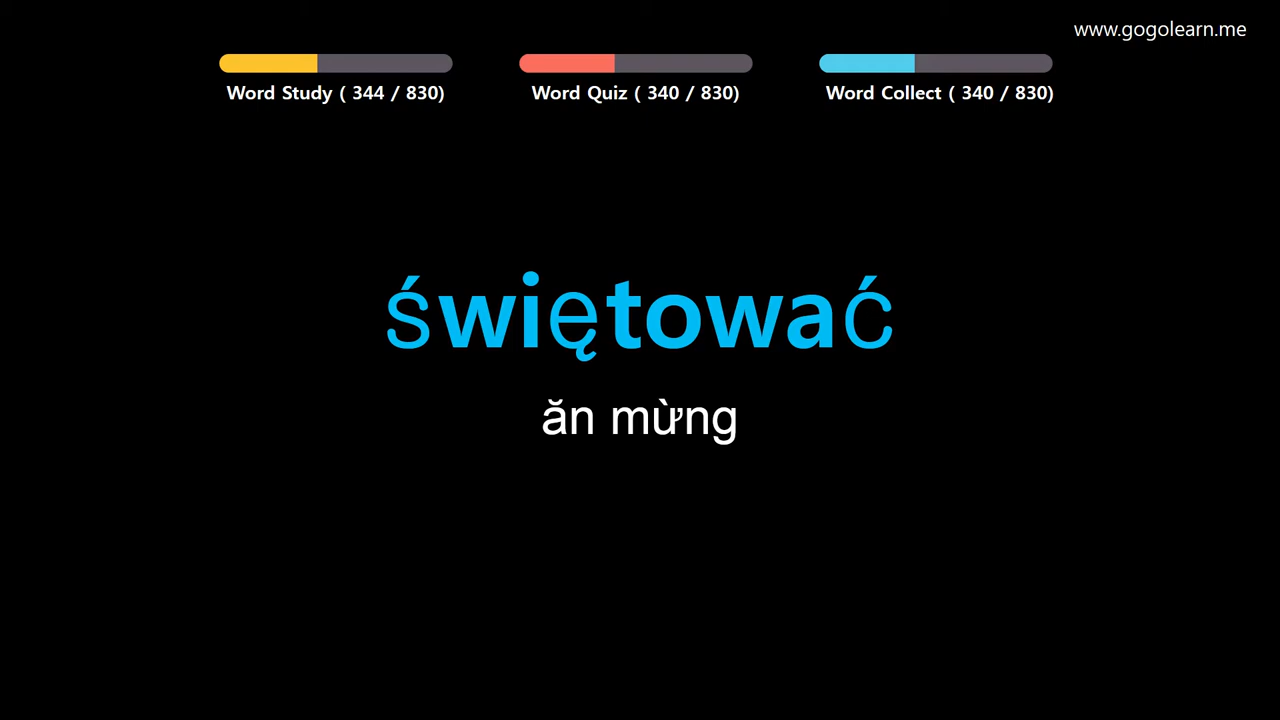 www.gogolearn.me
Word Study ( 344 / 830)
Word Quiz ( 340 / 830)
Word Collect ( 340 / 830)
świętować
ăn mừng